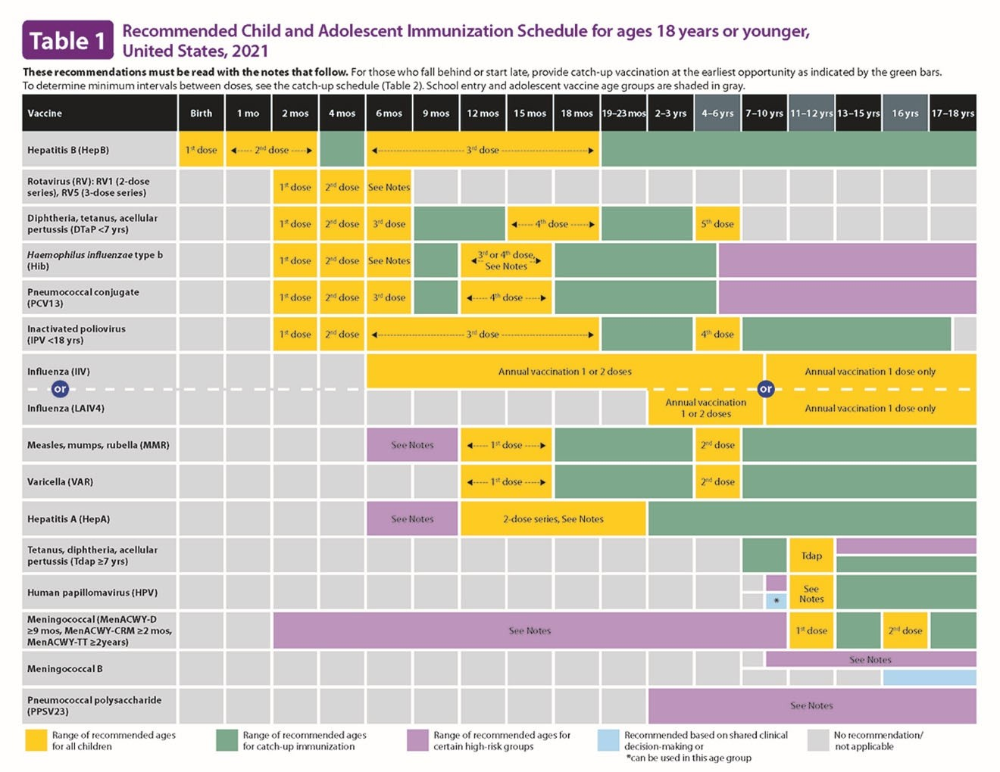 Table 1
Recommended Child and Adolescent Immunization Schedule for ages 18 years or younger,
United States, 2021
These recommendations must be read with the notes that follow. For those who fall behind or start late, provide catch-up vaccination at the earliest opportunity as indicated by the green bars.
To determine minimum intervals between doses, see the catch-up schedule (Table 2). School entry and adolescent vaccine age groups are shaded in gray.
Vaccine Birth 1 mo 2 mos 4 mos 6 mos 9 mos 12 mos 15 mos 18 mos 19–23 mos 2–3 yrs 4–6 yrs 7–10 yrs 11–12 yrs 13–15 yrs 16 yrs 17–18 yrs
Hepatitis B (HepB) 1st dose 2nd dose 3rd dose
Rotavirus (RV): RV1 (2-dose
series), RV5 (3-dose series)
1st dose 2nd dose See Notes
Diphtheria, tetanus, acellular
pertussis (DTaP <7 yrs)
1st dose 2nd dose 3rd dose 4th dose 5th dose
Haemophilus influenzae type b
(Hib)
1st dose 2nd dose See Notes 3rd or 4th dose,
See Notes
Pneumococcal conjugate
(PCV13)
1st dose 2nd dose 3rd dose 4th dose
Inactivated poliovirus
(IPV <18 yrs)
1st dose 2nd dose 3rd dose 4th dose
Influenza (IIV) Annual vaccination 1 or 2 doses Annual vaccination 1 dose only
or or
Influenza (LAIV4) Annual vaccination
1 or 2 doses
Annual vaccination 1 dose only
Measles, mumps, rubella (MMR) See Notes 1st dose 2nd dose
Varicella (VAR) 1st dose 2nd dose
Hepatitis A (HepA) See Notes 2-dose series, See Notes
Tetanus, diphtheria, acellular
pertussis (Tdap ≥7 yrs)
Tdap
Human papillomavirus (HPV) * See
Notes
Meningococcal (MenACWY-D
≥9 mos, MenACWY-CRM ≥2 mos,
MenACWY-TT ≥2years)
See Notes 1st dose 2nd dose
Meningococcal B See Notes
Pneumococcal polysaccharide
(PPSV23)
See Notes
Range of recommended ages
for all children
Range of recommended ages
for catch-up immunization
Range of recommended ages for
certain high-risk groups
Recommended based on shared clinical
decision-making or
*can be used in this age group
No recommendation/
not applicable